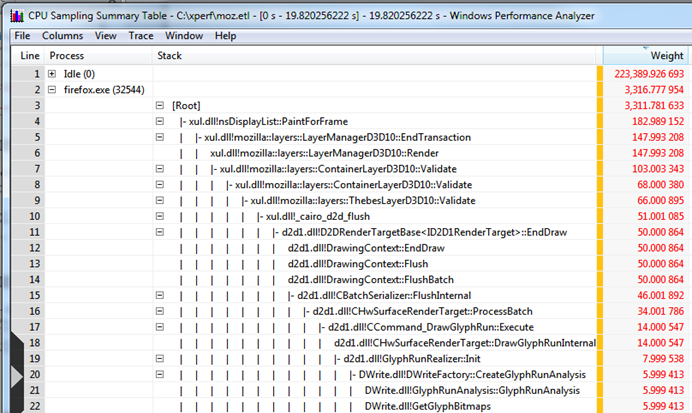 CPU Sampling Summary Table - C:\xperf\moz.etl - [0 s - 19.820256222 s] - 19.820256222 s - Windows Performance Analyzer
File Columns View Trace Window Help
Line Process Stack Weight
1 Idle (0) 223,389.926 693
2 firefox.exe (32544) 3,316.777 954
3 [Root] 3,311.781 633
4 |- xul.dll!nsDisplayList::PaintForFrame 182.989 152
5 | |- xul.dll!mozilla::layers::LayerManagerD3D10::EndTransaction 147.993 208
6 | | xul.dll!mozilla::layers::LayerManagerD3D10::Render 147.993 208
7 | | |- xul.dll!mozilla::layers::ContainerLayerD3D10::Validate 103.003 343
8 | | | |- xul.dll!mozilla::layers::ContainerLayerD3D10::Validate 68.000 380
9 | | | | |- xul.dll!mozilla::layers::ThebesLayerD3D10::Validate 66.000 895
10 | | | | | |- xul.dll!_cairo_d2d_flush 51.001 085
11 | | | | | | |- d2d1.dll!D2DRenderTargetBase<ID2D1RenderTarget>::EndDraw 50.000 864
12 | | | | | | | d2d1.dll!DrawingContext::EndDraw 50.000 864
13 | | | | | | | d2d1.dll!DrawingContext::Flush 50.000 864
14 | | | | | | | d2d1.dll!DrawingContext::FlushBatch 50.000 864
15 | | | | | | | |- d2d1.dll!CBatchSerializer::FlushInternal 46.001 892
16 | | | | | | | | |- d2d1.dll!CHwSurfaceRenderTarget::ProcessBatch 34.001 786
17 | | | | | | | | | |- d2d1.dll!CCommand_DrawGlyphRun::Execute 14.000 547
18 | | | | | | | | | | d2d1.dll!CHwSurfaceRenderTarget::DrawGlyphRunInternal 14.000 547
19 | | | | | | | | | | |- d2d1.dll!GlyphRunRealizer::Init 7.999 538
20 | | | | | | | | | | | |- DWrite.dll!DWriteFactory::CreateGlyphRunAnalysis 5.999 413
21 | | | | | | | | | | | | DWrite.dll!GlyphRunAnalysis::GlyphRunAnalysis 5.999 413
22 | | | | | | | | | | | | DWrite.dll!GetGlyphBitmaps 5.999 413